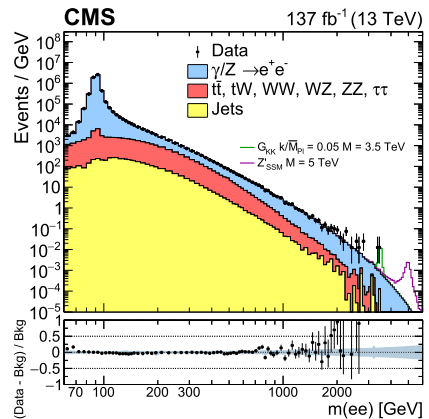 CMS 137 fb⁻¹ (13 TeV)
Events / GeV
10⁸
10⁷
10⁶
10⁵
10⁴
10³
10²
10
1
10⁻¹
10⁻²
10⁻³
10⁻⁴
10⁻⁵
Data
γ/Z →e⁺e⁻
tt̄, tW, WW, WZ, ZZ, ττ
Jets
G_KK k/M̄_Pl = 0.05 M = 3.5 TeV
Z'_SSM M = 5 TeV
(Data - Bkg) / Bkg
1
0.5
0
−0.5
−1
70 100 200 300 1000 2000
m(ee) [GeV]